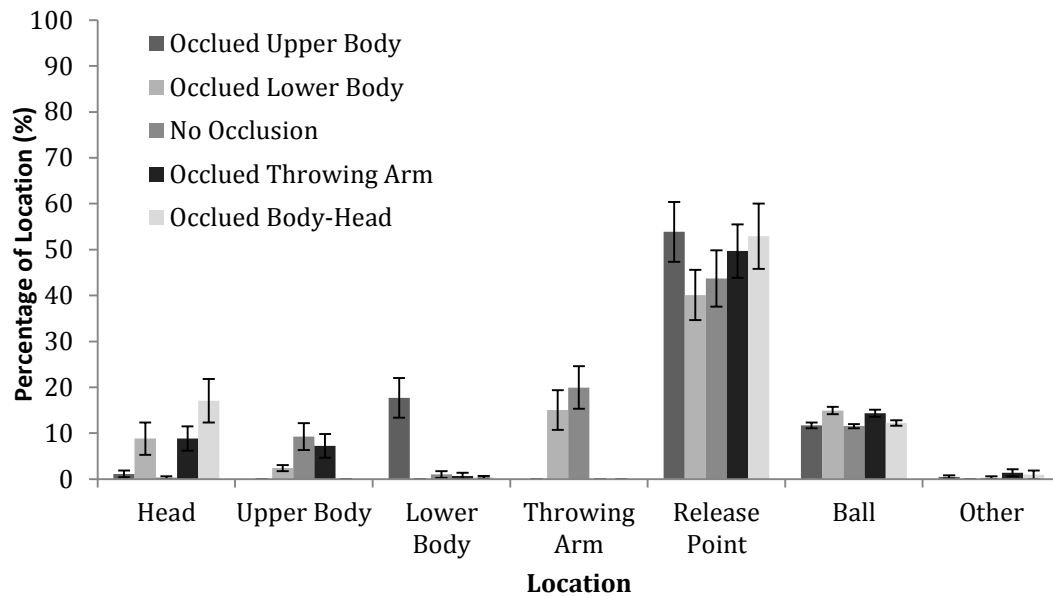 100
90
80
70
60
50
40
30
20
10
0
Percentage of Location (%)
Occlued Upper Body
Occlued Lower Body
No Occlusion
Occlued Throwing Arm
Occlued Body-Head
Head
Upper Body
Lower
Body
Throwing
Arm
Release
Point
Ball
Other
Location